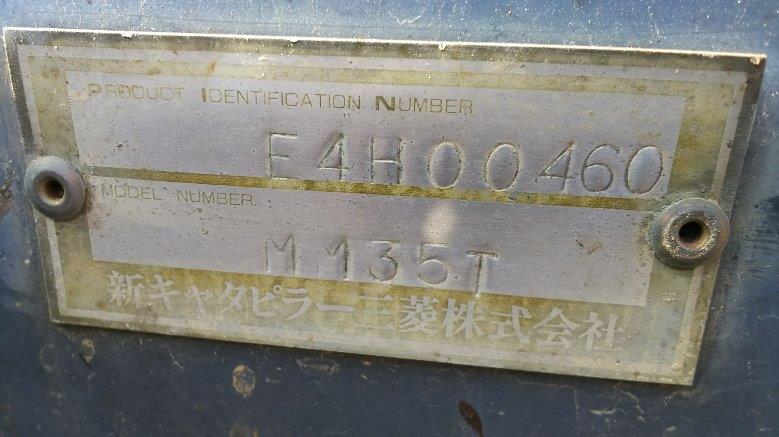 PRODUCT IDENTIFICATION NUMBER
E4H00460
MODEL NUMBER
MM35T
新キャタピラー三菱株式会社